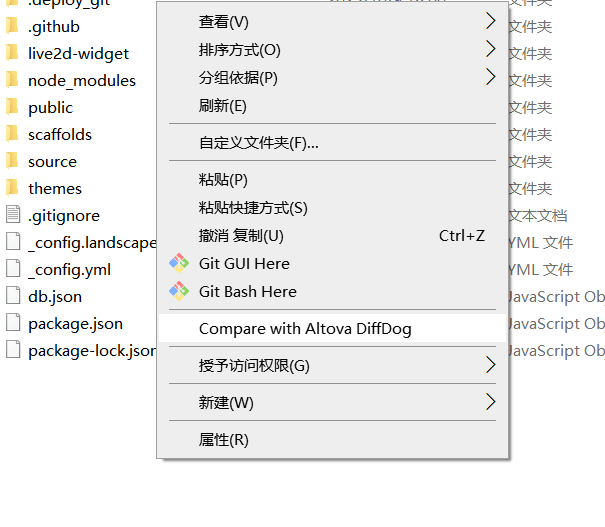 .deploy_git
.github
live2d-widget
node_modules
public
scaffolds
source
themes
.gitignore
_config.landscape
_config.yml
db.json
package.json
package-lock.json
查看(V)
排序方式(O)
分组依据(P)
刷新(E)
自定义文件夹(F)...
粘贴(P)
粘贴快捷方式(S)
撤消 复制(U) Ctrl+Z
Git GUI Here
Git Bash Here
Compare with Altova DiffDog
授予访问权限(G)
新建(W)
属性(R)
文件夹
文件夹
文件夹
文件夹
文件夹
文件夹
文件夹
文件夹
文本文档
YML 文件
YML 文件
JavaScript Ob
JavaScript Ob
JavaScript Ob